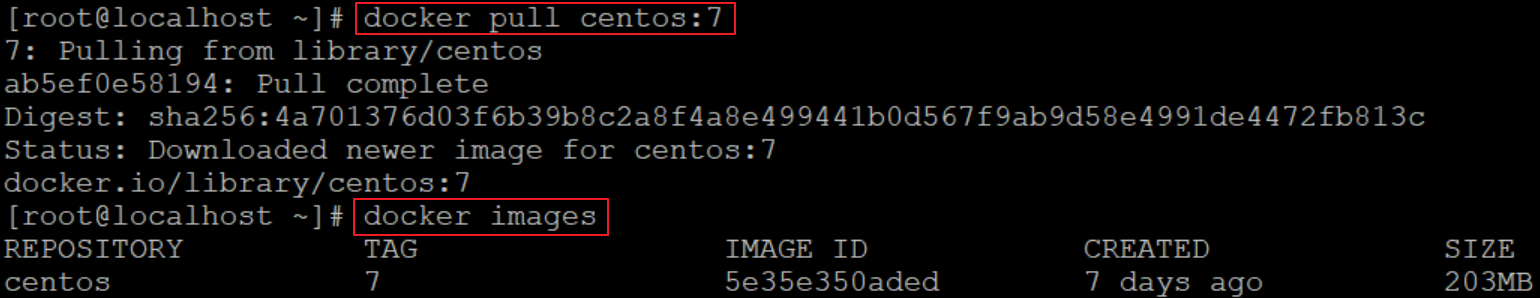 [root@localhost ~]# docker pull centos:7
7: Pulling from library/centos
ab5ef0e58194: Pull complete
Digest: sha256:4a701376d03f6b39b8c2a8f4a8e499441b0d567f9ab9d58e4991de4472fb813c
Status: Downloaded newer image for centos:7
docker.io/library/centos:7
[root@localhost ~]# docker images
REPOSITORY TAG IMAGE ID CREATED SIZE
centos 7 5e35e350aded 7 days ago 203MB